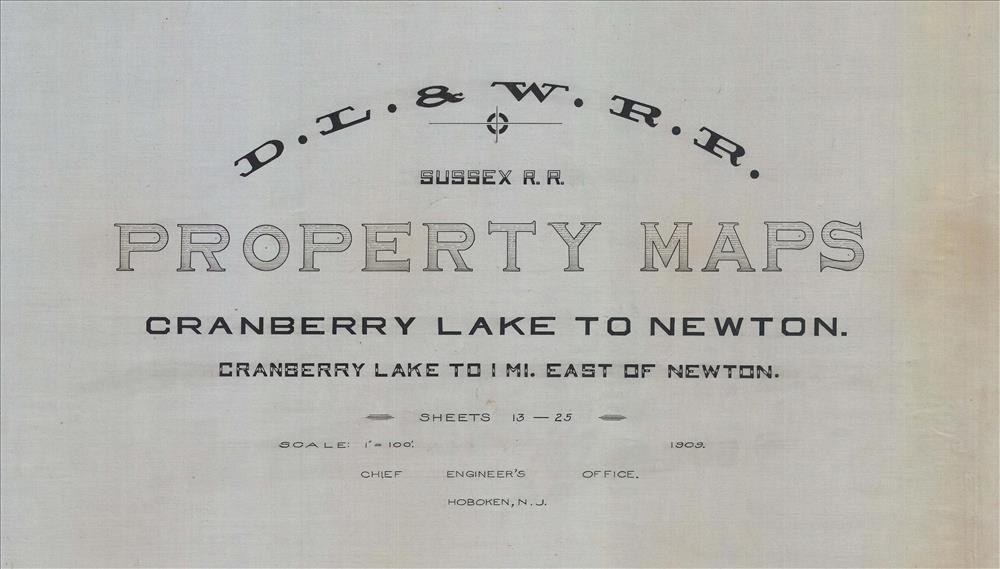 D. L. & W. R. R.
SUSSEX R. R.
PROPERTY MAPS
CRANBERRY LAKE TO NEWTON.
CRANBERRY LAKE TO 1 MI. EAST OF NEWTON.
SHEETS 13 — 25
SCALE: 1" = 100'. 1909.
CHIEF ENGINEER'S OFFICE.
HOBOKEN, N. J.